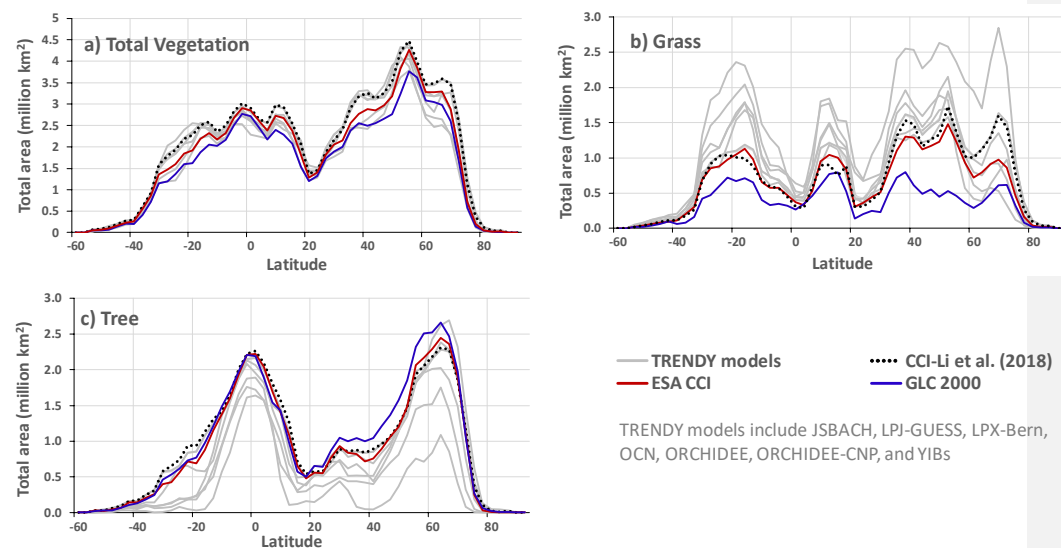 a) Total Vegetation
Total area (million km²)
5
4.5
4
3.5
3
2.5
2
1.5
1
0.5
0
-60 -40 -20 0 20 40 60 80
Latitude
b) Grass
Total area (million km²)
3.0
2.5
2.0
1.5
1.0
0.5
0.0
-60 -40 -20 0 20 40 60 80
Latitude
c) Tree
Total area (million km²)
3.0
2.5
2.0
1.5
1.0
0.5
0.0
-60 -40 -20 0 20 40 60 80
Latitude
TRENDY models CCI-Li et al. (2018)
ESA CCI GLC 2000
TRENDY models include JSBACH, LPJ-GUESS, LPX-Bern,
OCN, ORCHIDEE, ORCHIDEE-CNP, and YIBs